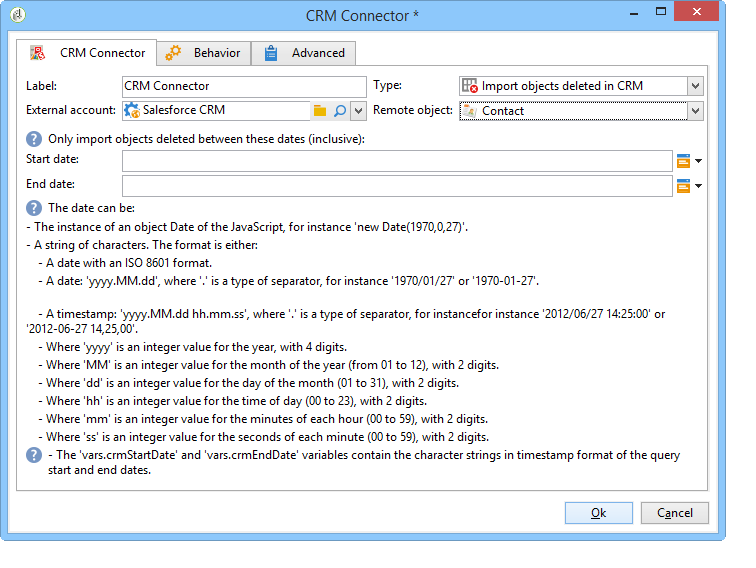 CRM Connector *
CRM Connector Behavior Advanced
Label: CRM Connector Type: Import objects deleted in CRM
External account: Salesforce CRM Remote object: Contact
Only import objects deleted between these dates (inclusive):
Start date:
End date:
The date can be:
- The instance of an object Date of the JavaScript, for instance 'new Date(1970,0,27)'.
- A string of characters. The format is either:
- A date with an ISO 8601 format.
- A date: 'yyyy.MM.dd', where '.' is a type of separator, for instance '1970/01/27' or '1970-01-27'.
- A timestamp: 'yyyy.MM.dd hh.mm.ss', where '.' is a type of separator, for instancefor instance '2012/06/27 14:25:00' or
'2012-06-27 14,25,00'.
- Where 'yyyy' is an integer value for the year, with 4 digits.
- Where 'MM' is an integer value for the month of the year (from 01 to 12), with 2 digits.
- Where 'dd' is an integer value for the day of the month (01 to 31), with 2 digits.
- Where 'hh' is an integer value for the time of day (00 to 23), with 2 digits.
- Where 'mm' is an integer value for the minutes of each hour (00 to 59), with 2 digits.
- Where 'ss' is an integer value for the seconds of each minute (00 to 59), with 2 digits.
- The 'vars.crmStartDate' and 'vars.crmEndDate' variables contain the character strings in timestamp format of the query
start and end dates.
Ok Cancel